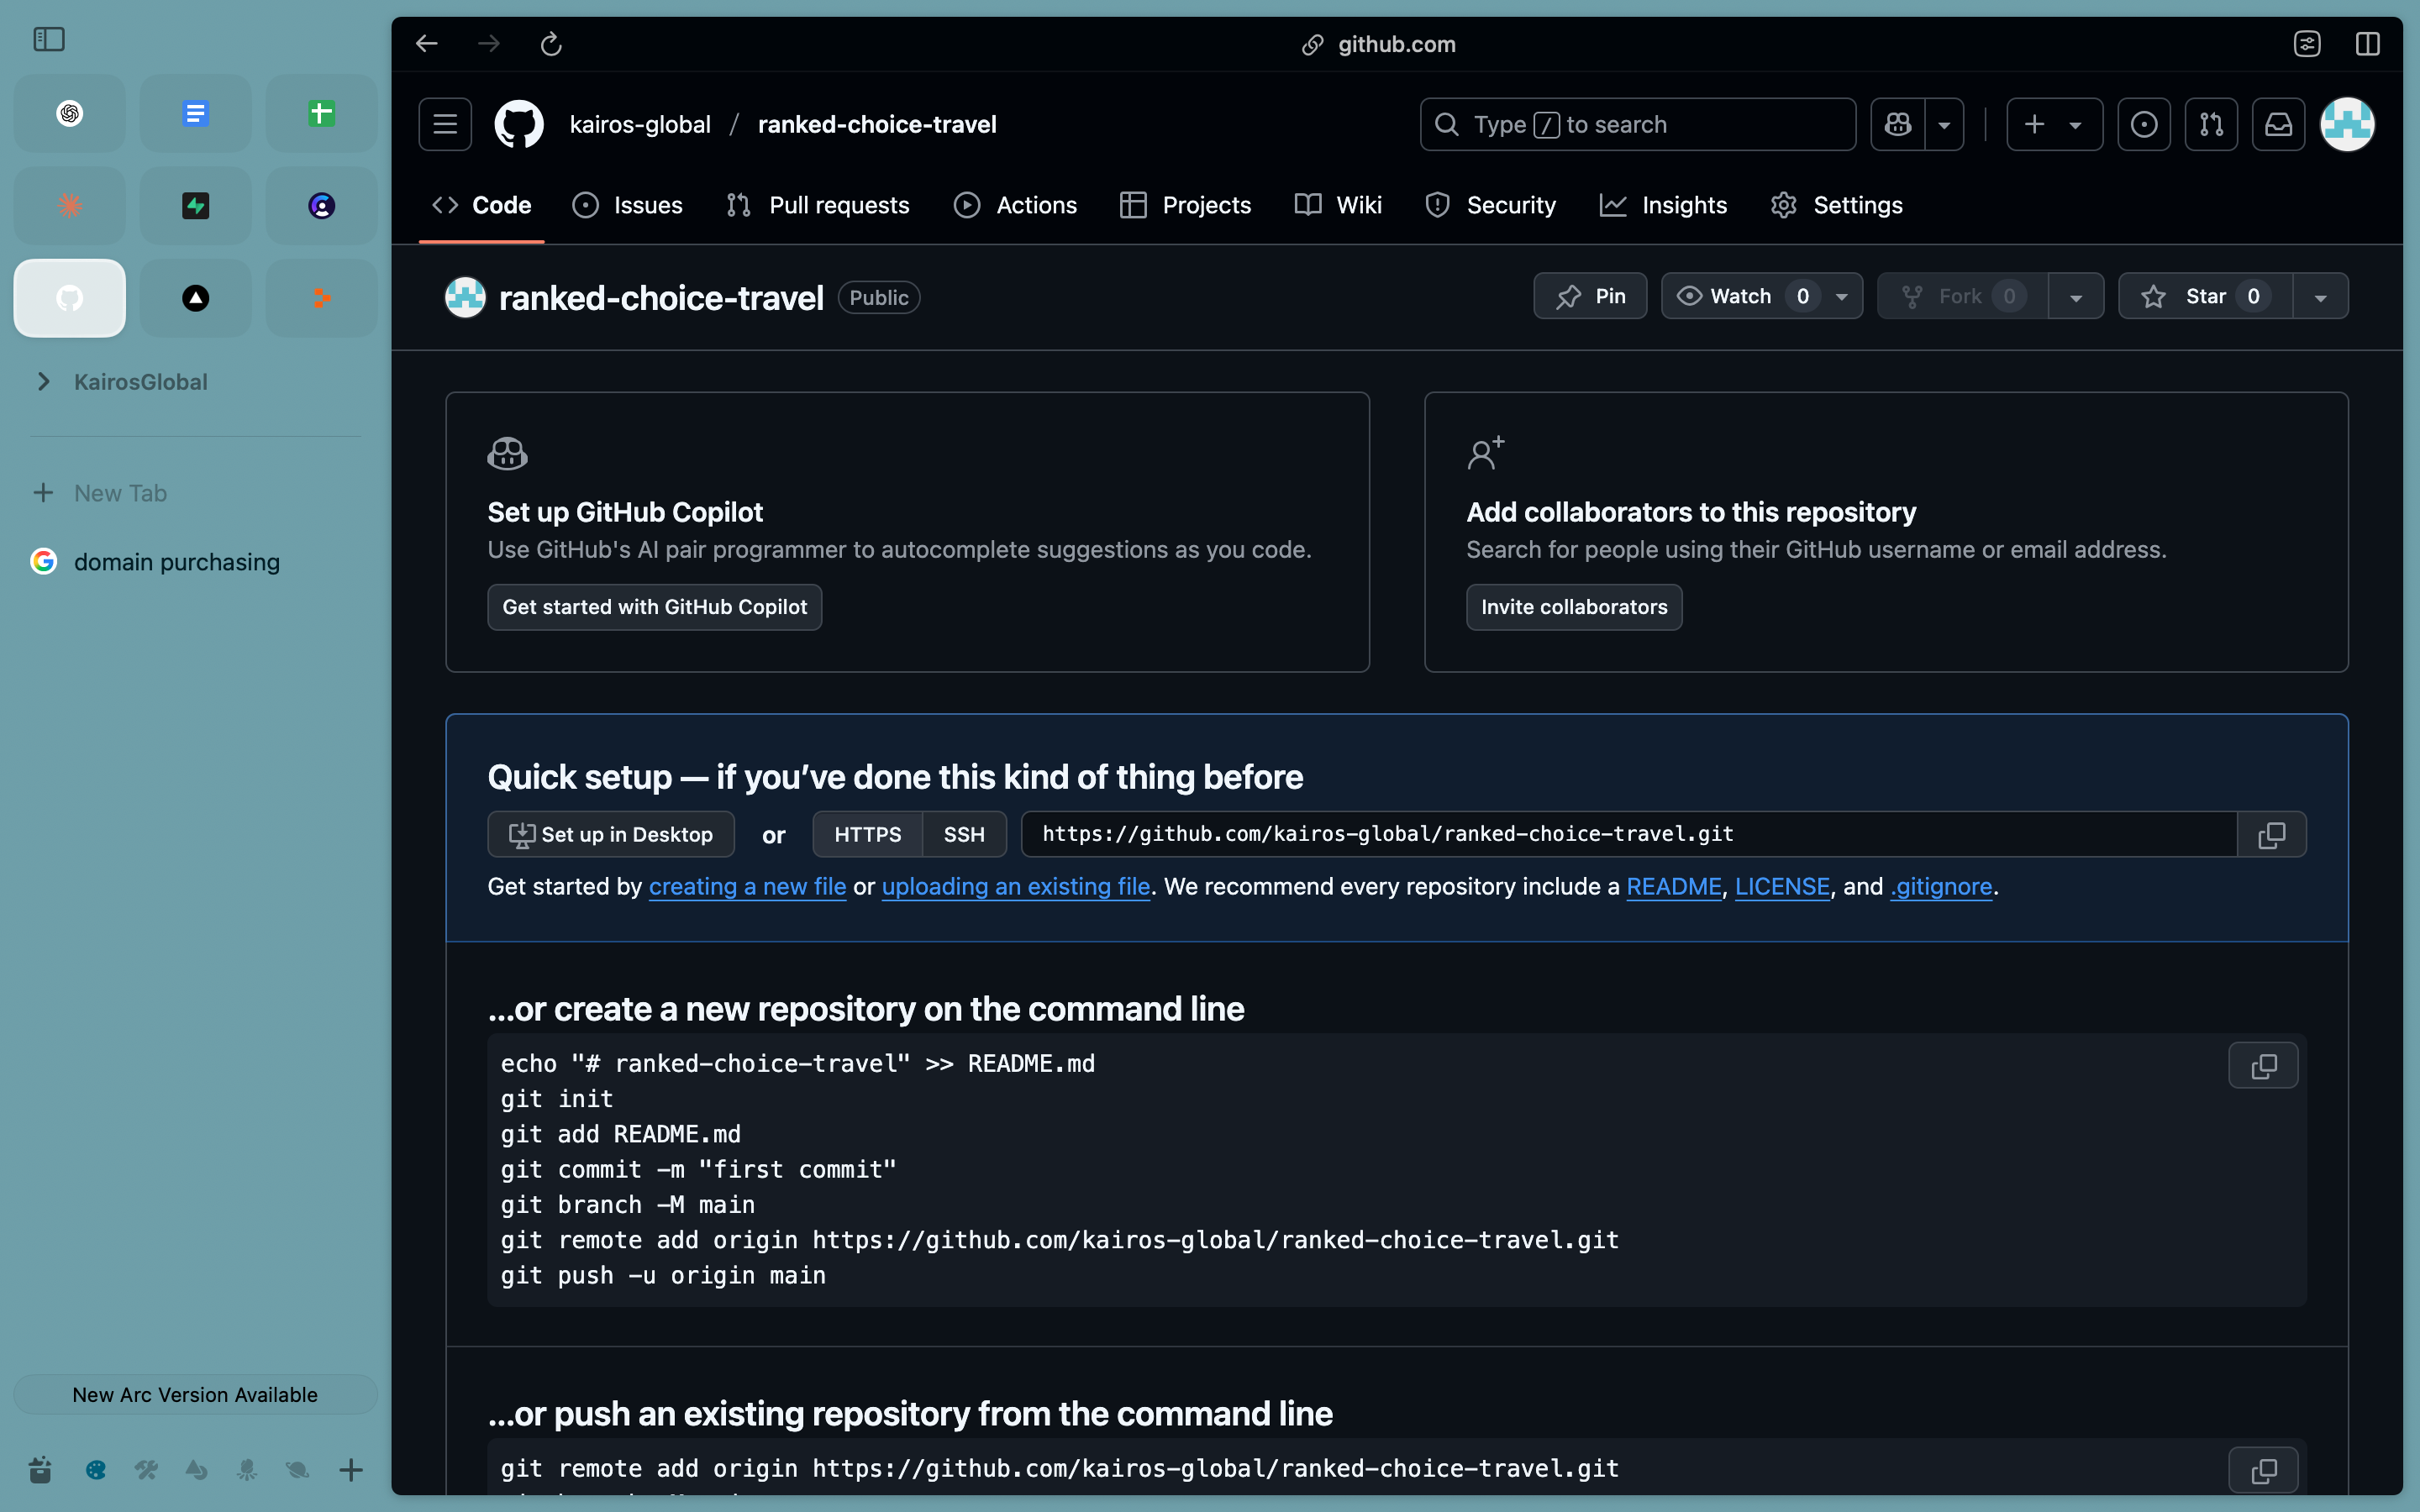 github.com
kairos-global / ranked-choice-travel
Type / to search
Code Issues Pull requests Actions Projects Wiki Security Insights Settings
ranked-choice-travel Public
Pin Watch 0 Fork 0 Star 0
KairosGlobal
New Tab
domain purchasing
New Arc Version Available
Set up GitHub Copilot
Use GitHub's AI pair programmer to autocomplete suggestions as you code.
Get started with GitHub Copilot
Add collaborators to this repository
Search for people using their GitHub username or email address.
Invite collaborators
Quick setup — if you’ve done this kind of thing before
Set up in Desktop or HTTPS SSH https://github.com/kairos-global/ranked-choice-travel.git
Get started by creating a new file or uploading an existing file. We recommend every repository include a README, LICENSE, and .gitignore.
…or create a new repository on the command line
echo "# ranked-choice-travel" >> README.md
git init
git add README.md
git commit -m "first commit"
git branch -M main
git remote add origin https://github.com/kairos-global/ranked-choice-travel.git
git push -u origin main
…or push an existing repository from the command line
git remote add origin https://github.com/kairos-global/ranked-choice-travel.git